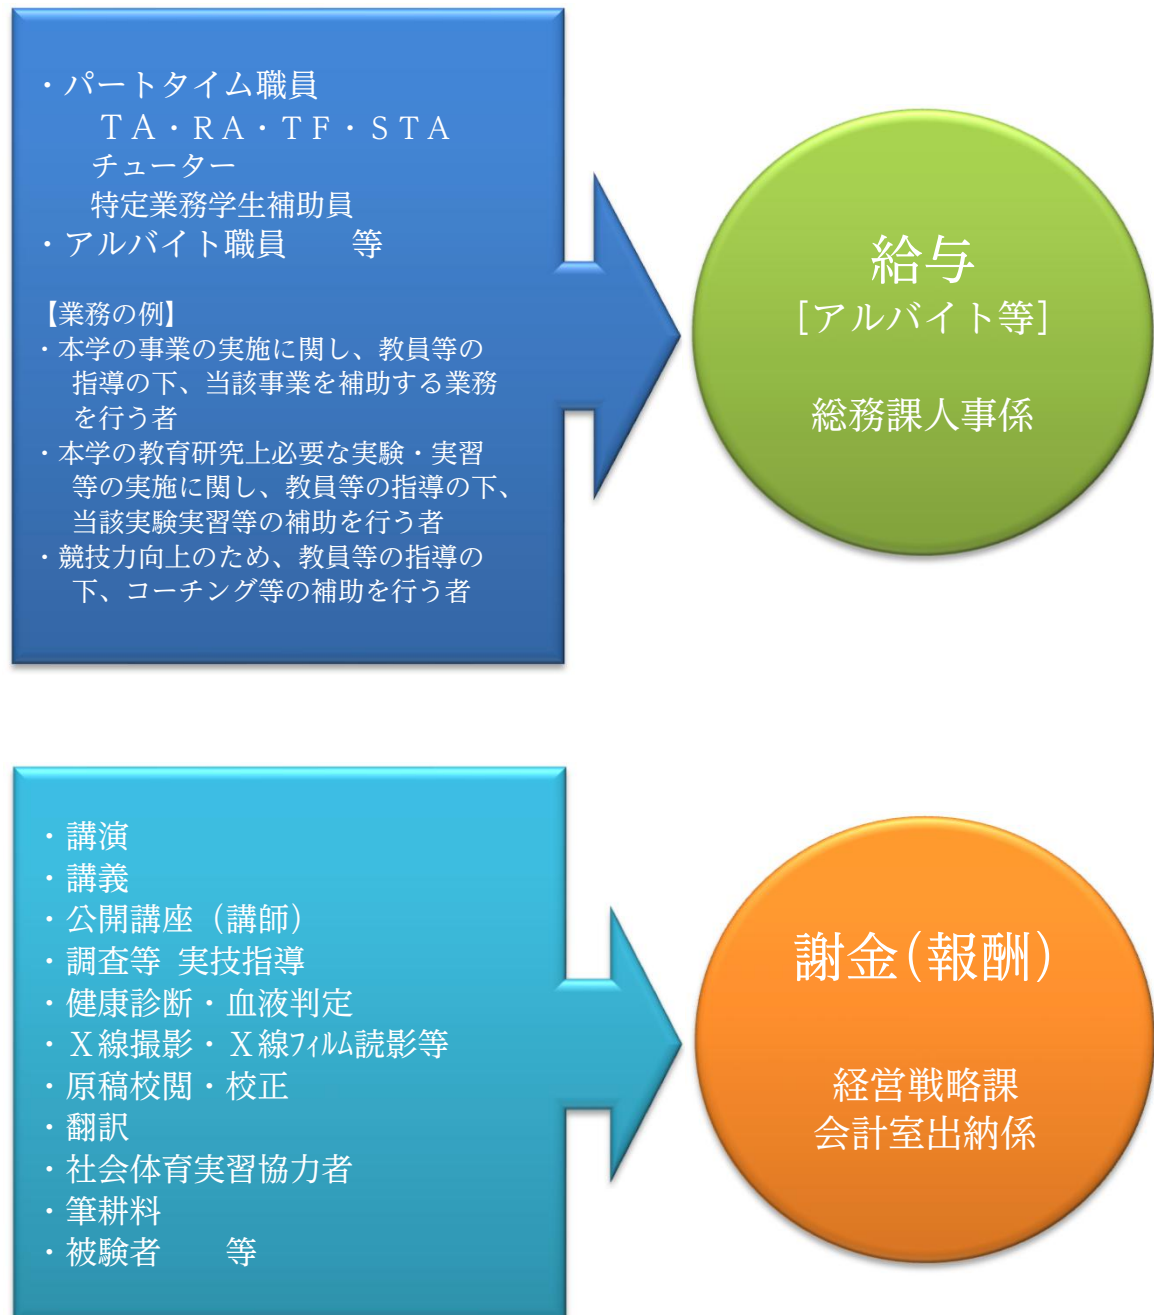 ・パートタイム職員
ＴＡ・ＲＡ・ＴＦ・ＳＴＡ
チューター
特定業務学生補助員
・アルバイト職員　　等
【業務の例】
・本学の事業の実施に関し、教員等の
指導の下、当該事業を補助する業務
を行う者
・本学の教育研究上必要な実験・実習
等の実施に関し、教員等の指導の下、
当該実験実習等の補助を行う者
・競技力向上のため、教員等の指導の
下、コーチング等の補助を行う者
給与
［アルバイト等］
総務課人事係
・講演
・講義
・公開講座（講師）
・調査等 実技指導
・健康診断・血液判定
・Ｘ線撮影・Ｘ線ﾌｨﾙﾑ読影等
・原稿校閲・校正
・翻訳
・社会体育実習協力者
・筆耕料
・被験者　　等
謝金(報酬)
経営戦略課
会計室出納係